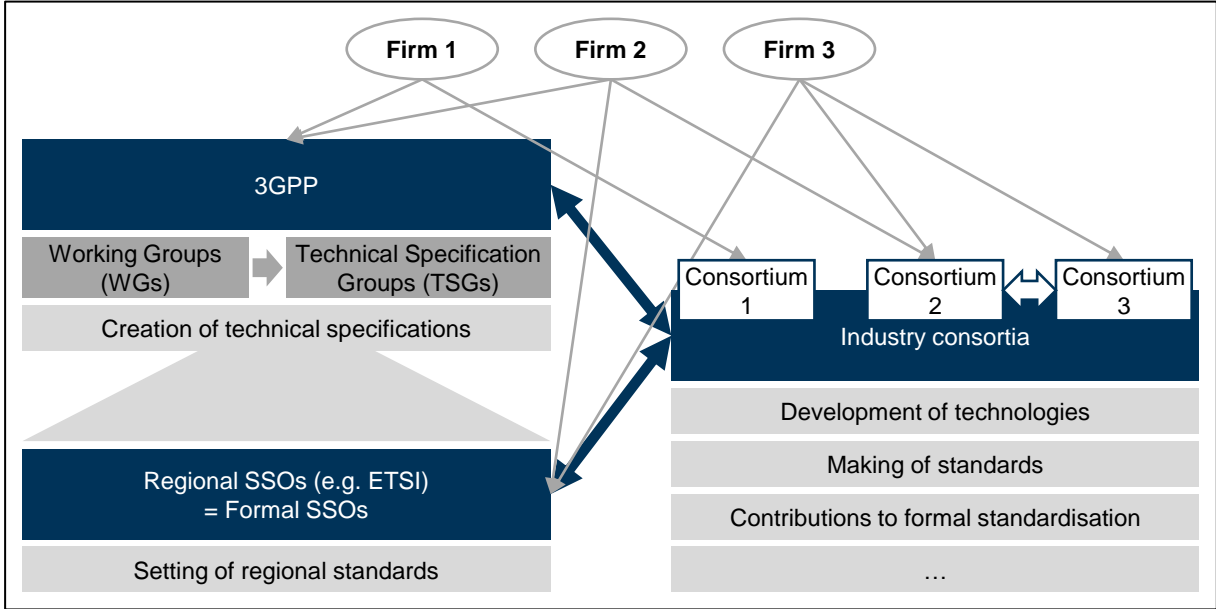 Firm 1
Firm 2
Firm 3
3GPP
Working Groups
(WGs)
Technical Specification
Groups (TSGs)
Creation of technical specifications
Regional SSOs (e.g. ETSI)
= Formal SSOs
Setting of regional standards
Consortium
1
Consortium
2
Consortium
3
Industry consortia
Development of technologies
Making of standards
Contributions to formal standardisation
…